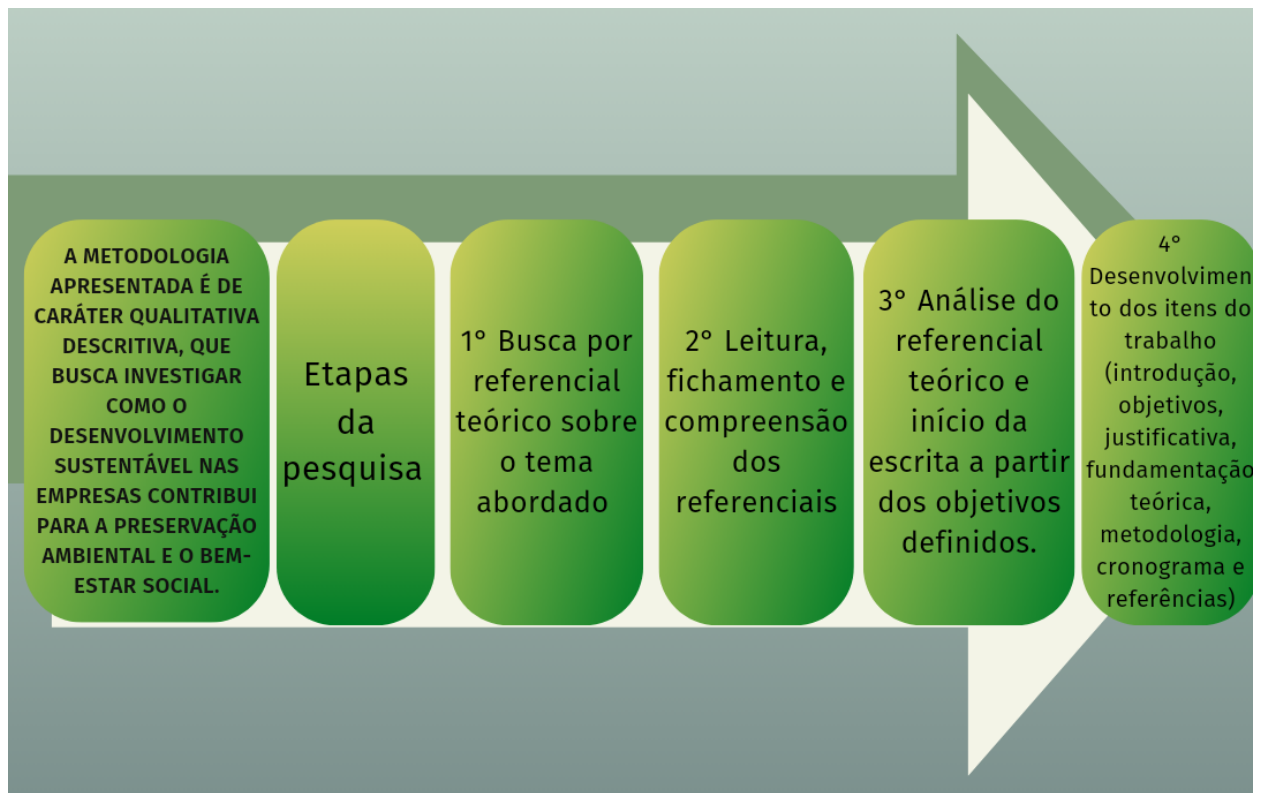 A METODOLOGIA
APRESENTADA É DE
CARÁTER QUALITATIVA
DESCRITIVA, QUE
BUSCA INVESTIGAR
COMO O
DESENVOLVIMENTO
SUSTENTÁVEL NAS
EMPRESAS CONTRIBUI
PARA A PRESERVAÇÃO
AMBIENTAL E O BEM-
ESTAR SOCIAL.
Etapas
da
pesquisa
1° Busca por
referencial
teórico sobre
o tema
abordado
2° Leitura,
fichamento e
compreensão
dos
referenciais
3° Análise do
referencial
teórico e
início da
escrita a partir
dos objetivos
definidos.
4°
Desenvolvimen
to dos itens do
trabalho
(introdução,
objetivos,
justificativa,
fundamentação
teórica,
metodologia,
cronograma e
referências)